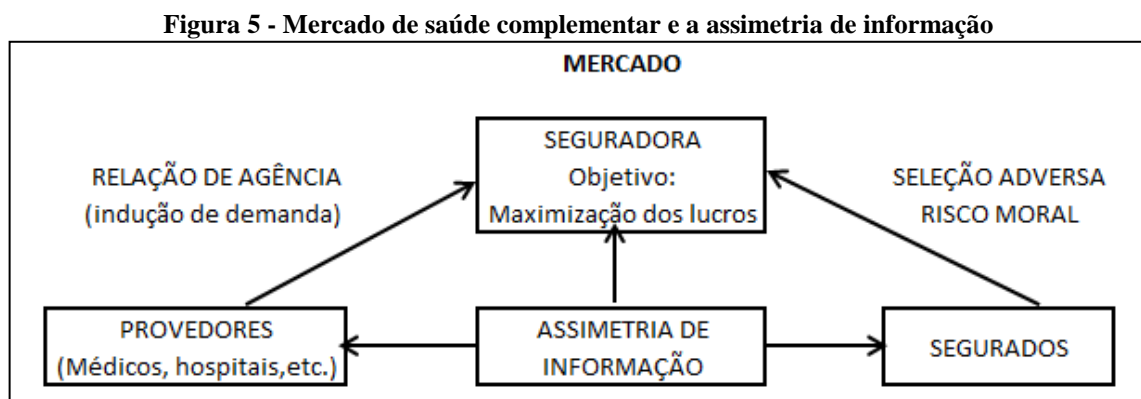 Figura 5 - Mercado de saúde complementar e a assimetria de informação
MERCADO
SEGURADORA
Objetivo:
Maximização dos lucros
RELAÇÃO DE AGÊNCIA
(indução de demanda)
SELEÇÃO ADVERSA
RISCO MORAL
PROVEDORES
(Médicos, hospitais,etc.)
ASSIMETRIA DE
INFORMAÇÃO
SEGURADOS